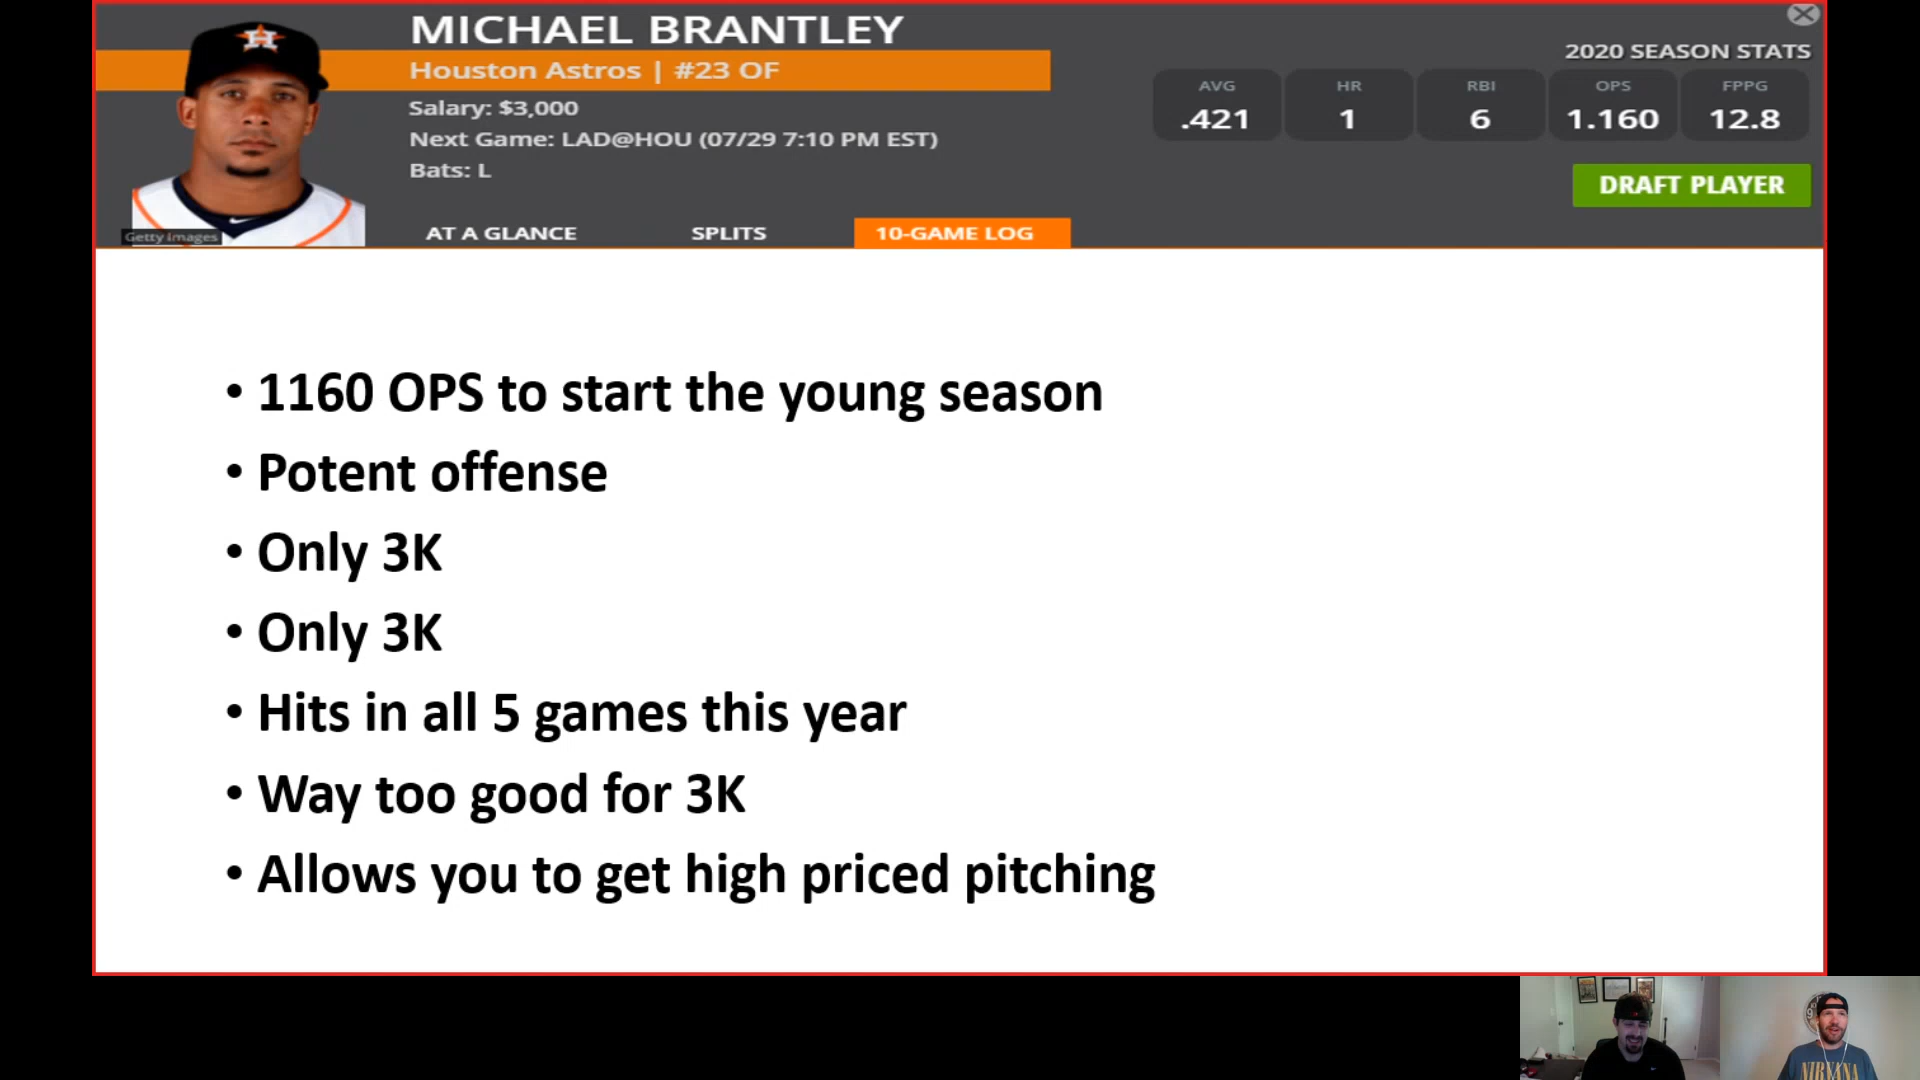 MICHAEL BRANTLEY
Houston Astros | #23 OF
Salary: $3,000
Next Game: LAD@HOU (07/29 7:10 PM EST)
Bats: L
2020 SEASON STATS
AVG HR RBI OPS FPPG
.421 1 6 1.160 12.8
DRAFT PLAYER
H
Getty Images
AT A GLANCE SPLITS 10-GAME LOG
• 1160 OPS to start the young season
• Potent offense
• Only 3K
• Only 3K
• Hits in all 5 games this year
• Way too good for 3K
• Allows you to get high priced pitching
NIRVANA